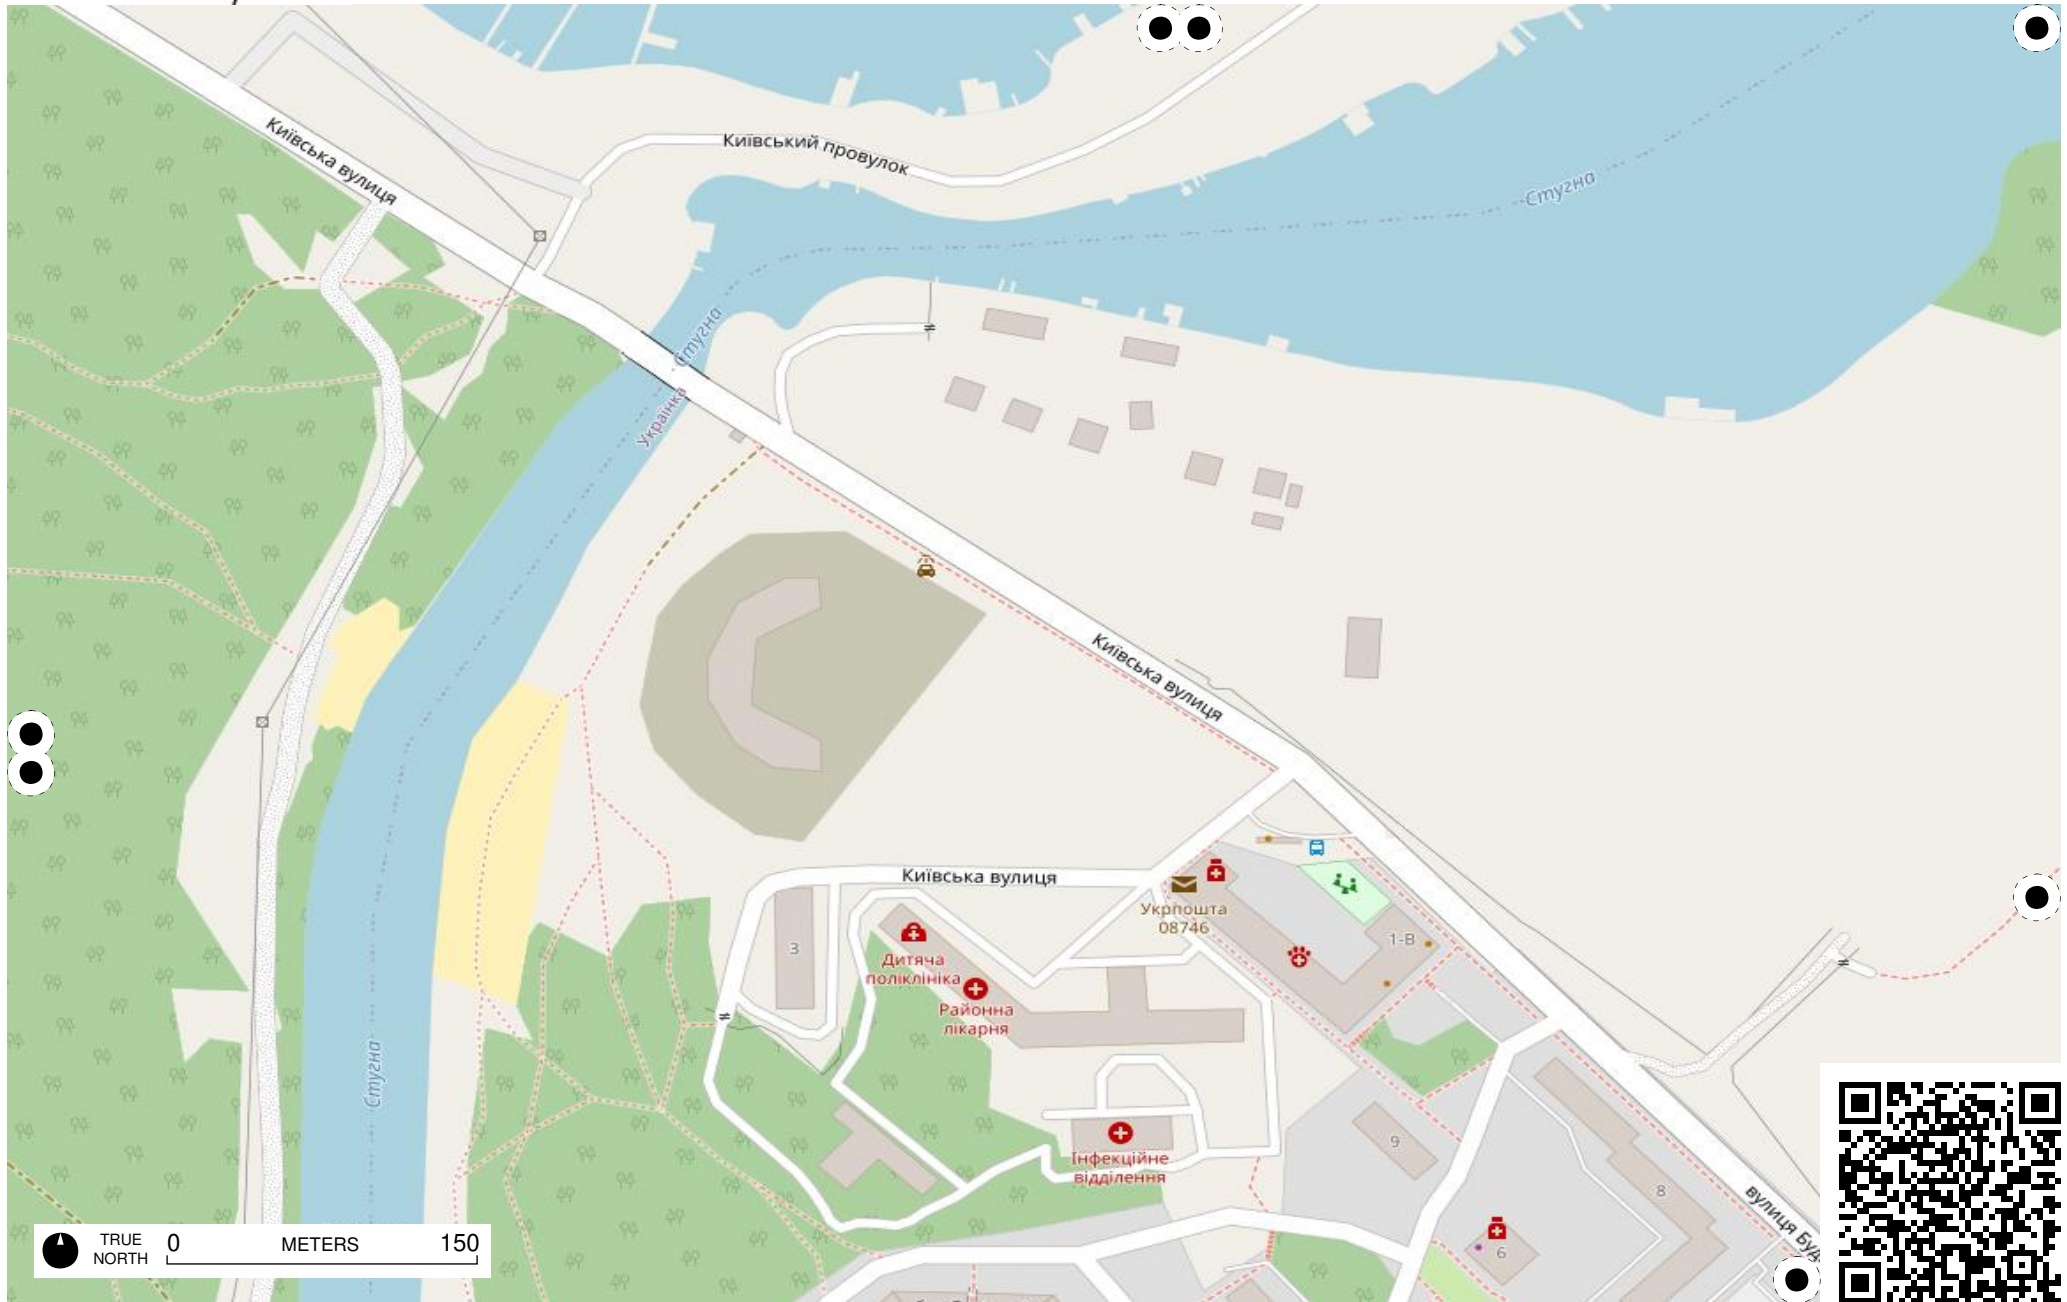 Київська вулиця
Київський провулок
Стугна
Стугна
Українка
Київська вулиця
Київська вулиця
Укрпошта
08746
1-В
3
Дитяча
поліклініка
Районна
лікарня
Стугна
Інфекційне
відділення
9
8
6
вулиця Буд
TRUE
NORTH
0
METERS
150